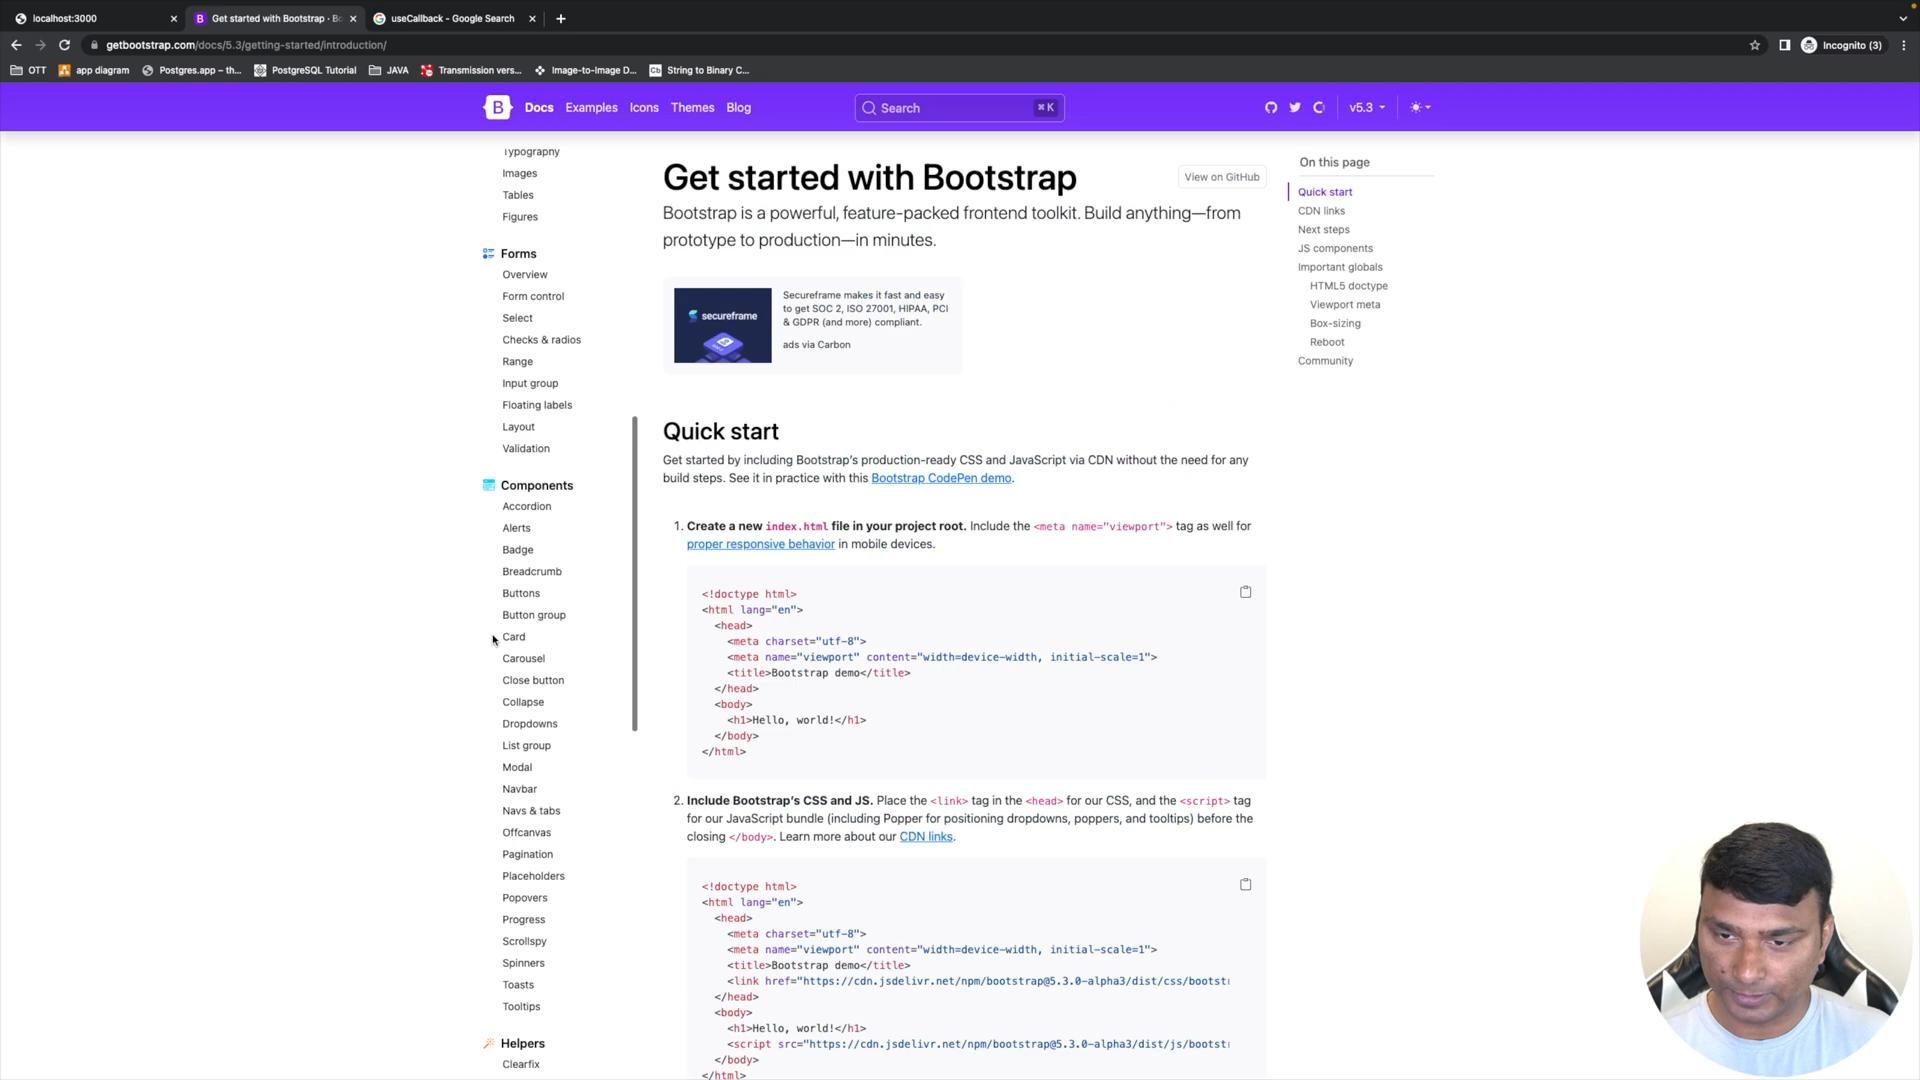 localhost:3000
Get started with Bootstrap · Bo
useCallback - Google Search
getbootstrap.com/docs/5.3/getting-started/introduction/
Incognito (3)
OTT
app diagram
Postgres.app – th...
PostgreSQL Tutorial
JAVA
Transmission vers...
Image-to-Image D...
Cb
String to Binary C...
B
Docs
Examples
Icons
Themes
Blog
Search
⌘K
v5.3
Typography
Images
Tables
Figures
Forms
Overview
Form control
Select
Checks & radios
Range
Input group
Floating labels
Layout
Validation
Components
Accordion
Alerts
Badge
Breadcrumb
Buttons
Button group
Card
Carousel
Close button
Collapse
Dropdowns
List group
Modal
Navbar
Navs & tabs
Offcanvas
Pagination
Placeholders
Popovers
Progress
Scrollspy
Spinners
Toasts
Tooltips
Helpers
Clearfix
Get started with Bootstrap
View on GitHub
Bootstrap is a powerful, feature-packed frontend toolkit. Build anything—from
prototype to production—in minutes.
secureframe
Secureframe makes it fast and easy
to get SOC 2, ISO 27001, HIPAA, PCI
& GDPR (and more) compliant.
ads via Carbon
Quick start
Get started by including Bootstrap's production-ready CSS and JavaScript via CDN without the need for any
build steps. See it in practice with this Bootstrap CodePen demo.
1. Create a new index.html file in your project root. Include the <meta name="viewport"> tag as well for
proper responsive behavior in mobile devices.
<!doctype html>
<html lang="en">
<head>
<meta charset="utf-8">
<meta name="viewport" content="width=device-width, initial-scale=1">
<title>Bootstrap demo</title>
</head>
<body>
<h1>Hello, world!</h1>
</body>
</html>
2. Include Bootstrap's CSS and JS. Place the <link> tag in the <head> for our CSS, and the <script> tag
for our JavaScript bundle (including Popper for positioning dropdowns, poppers, and tooltips) before the
closing </body>. Learn more about our CDN links.
<!doctype html>
<html lang="en">
<head>
<meta charset="utf-8">
<meta name="viewport" content="width=device-width, initial-scale=1">
<title>Bootstrap demo</title>
<link href="https://cdn.jsdelivr.net/npm/bootstrap@5.3.0-alpha3/dist/css/bootstr
</head>
<body>
<h1>Hello, world!</h1>
<script src="https://cdn.jsdelivr.net/npm/bootstrap@5.3.0-alpha3/dist/js/bootstr
</body>
</html>
On this page
Quick start
CDN links
Next steps
JS components
Important globals
HTML5 doctype
Viewport meta
Box-sizing
Reboot
Community